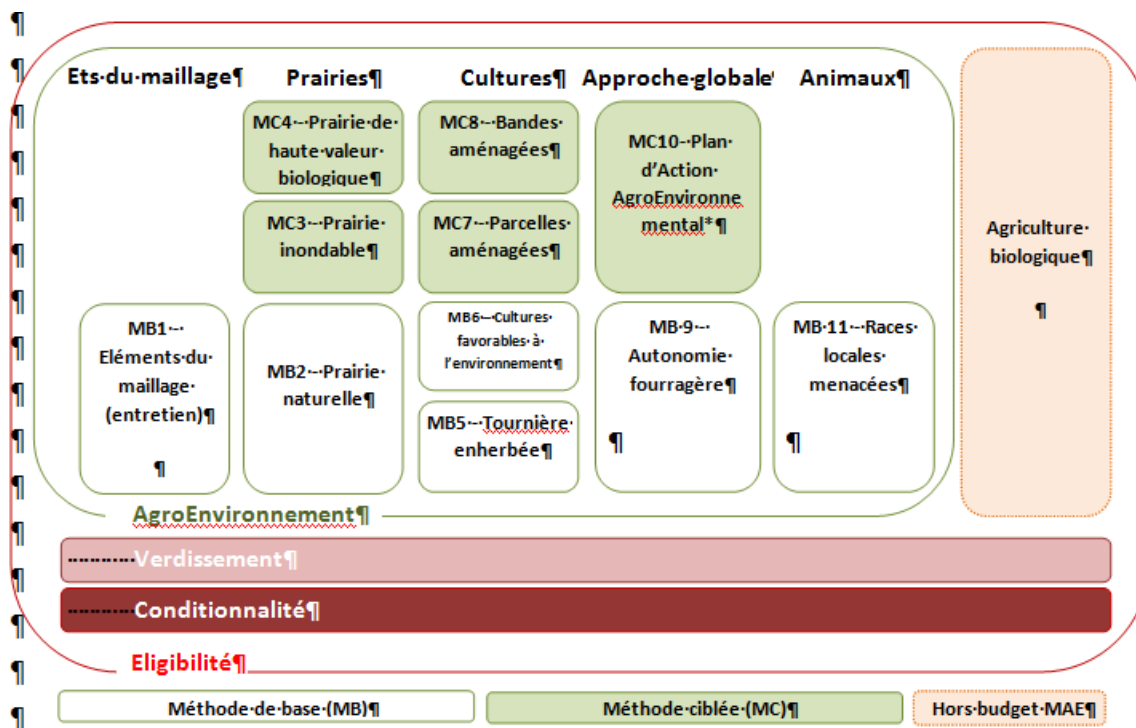 Ets du maillage¶ Prairies¶ Cultures¶ Approche globale¶ Animaux¶
MC4 – Prairie de
haute valeur
biologique¶
MC8 – Bandes
aménagées¶
MC10 – Plan
d’Action
AgroEnvironne
mental*¶
MC3 – Prairie
inondable¶
MC7 – Parcelles
aménagées¶
Agriculture
biologique¶
¶
MB1 –
Eléments du
maillage
(entretien)¶
¶
MB2 – Prairie
naturelle¶
MB6 – Cultures
favorables à
l’environnement¶
MB5 – Tournière
enherbée¶
MB 9 –
Autonomie
fourragère¶
¶
MB 11 – Races
locales
menacées¶
¶
AgroEnvironnement¶
Verdissement¶
Conditionnalité¶
Eligibilité¶
Méthode de base (MB)¶ Méthode ciblée (MC)¶ Hors budget MAE¶